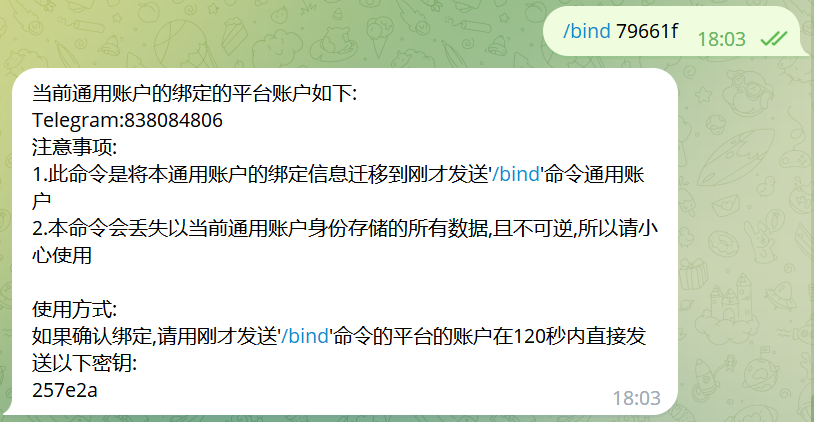 /bind 79661f 18:03
当前通用账户的绑定的平台账户如下:
Telegram:838084806
注意事项:
1.此命令是将本通用账户的绑定信息迁移到刚才发送'/bind'命令通用账
户
2.本命令会丢失以当前通用账户身份存储的所有数据,且不可逆,所以请小
心使用
使用方式:
如果确认绑定,请用刚才发送'/bind'命令的平台的账户在120秒内直接发
送以下密钥:
257e2a
18:03